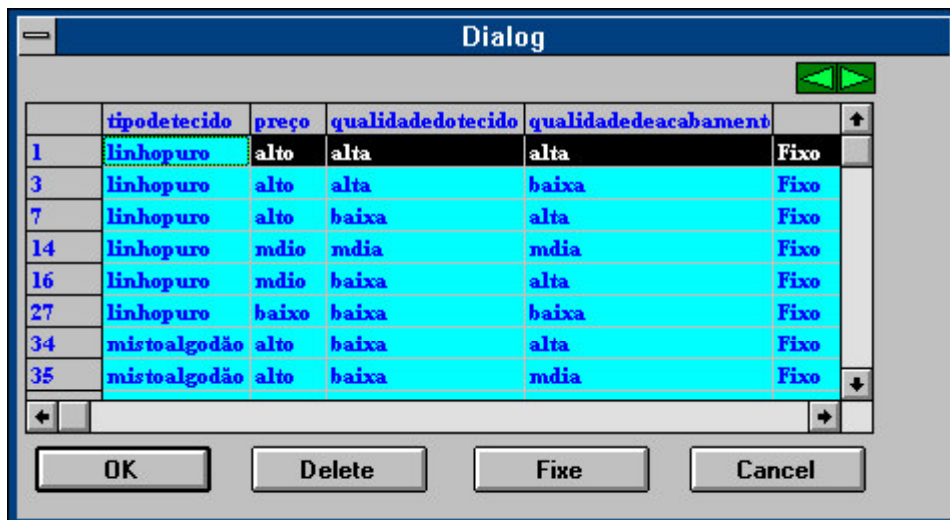 Dialog
tipodetecido preço qualidadedotecido qualidadedeacabament
1 linhopuro alto alta alta Fixo
3 linhopuro alto alta baixa Fixo
7 linhopuro alto baixa alta Fixo
14 linhopuro mdio mdia mdia Fixo
16 linhopuro mdio baixa alta Fixo
27 linhopuro baixo baixa baixa Fixo
34 mistoalgodão alto baixa alta Fixo
35 mistoalgodão alto baixa mdia Fixo
OK Delete Fixe Cancel